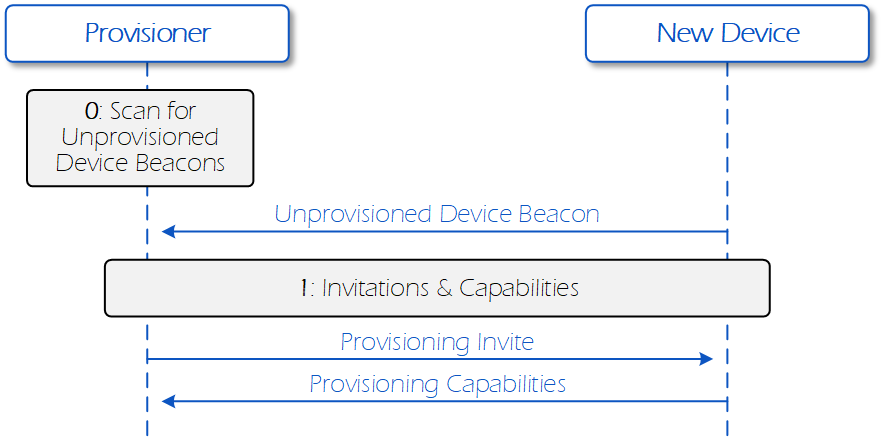 Provisioner
New Device
0: Scan for
Unprovisioned
Device Beacons
Unprovisioned Device Beacon
1: Invitations & Capabilities
Provisioning Invite
Provisioning Capabilities